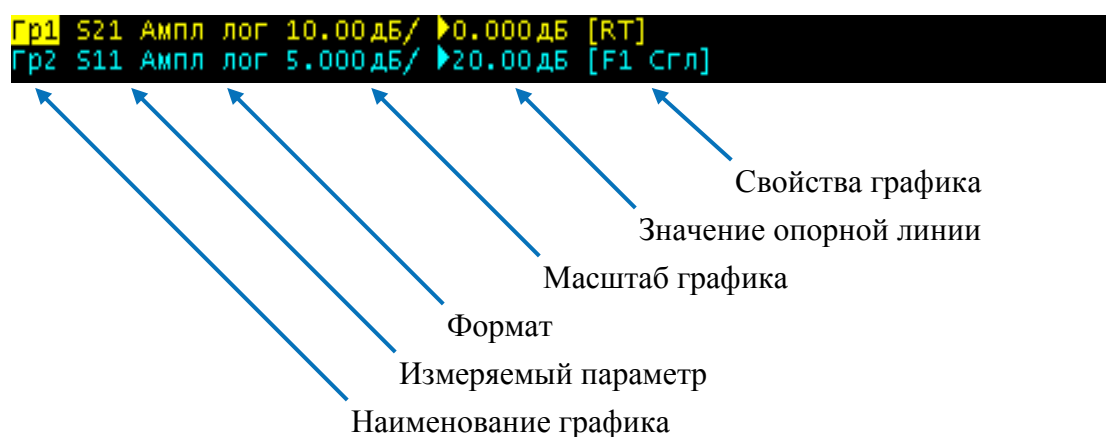 Гр1 S21 Ампл лог 10.00дБ/ ▶0.000дБ [RT]
Гр2 S11 Ампл лог 5.000дБ/ ▶20.00дБ [F1 Сгл]
Свойства графика
Значение опорной линии
Масштаб графика
Формат
Измеряемый параметр
Наименование графика